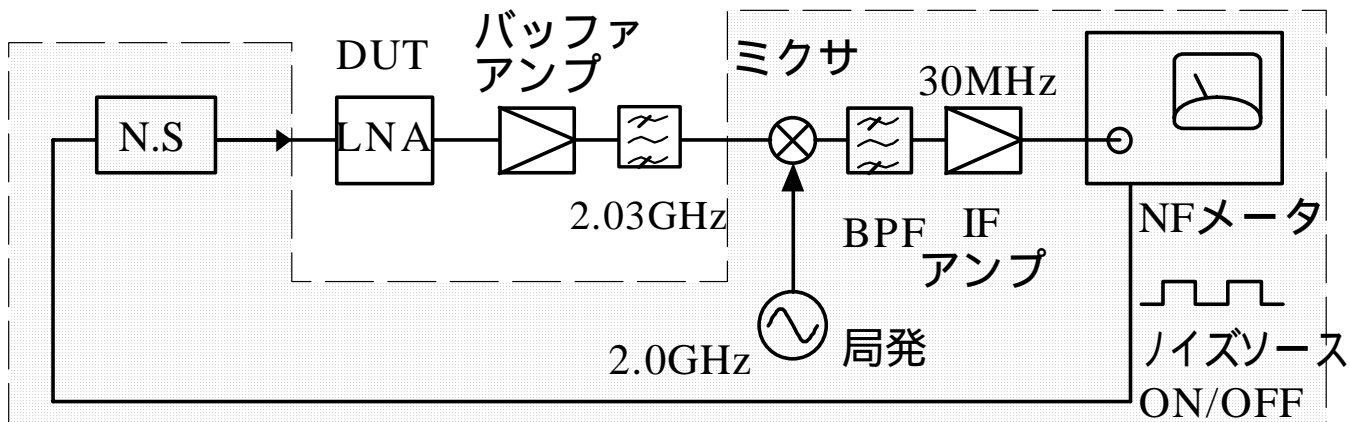 DUT
バッファ
アンプ
ミクサ
30MHz
N.S
LNA
2.03GHz
BPF
IF
アンプ
NFメータ
2.0GHz
局発
ノイズソース
ON/OFF